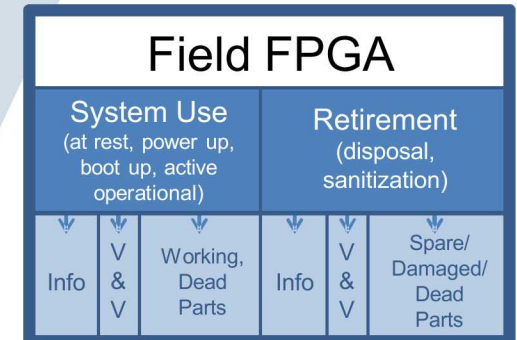 Field FPGA
System Use
(at rest, power up,
boot up, active
operational)
Retirement
(disposal,
sanitization)
Info
V
&
V
Working,
Dead
Parts
Info
V
&
V
Spare/
Damaged/
Dead
Parts